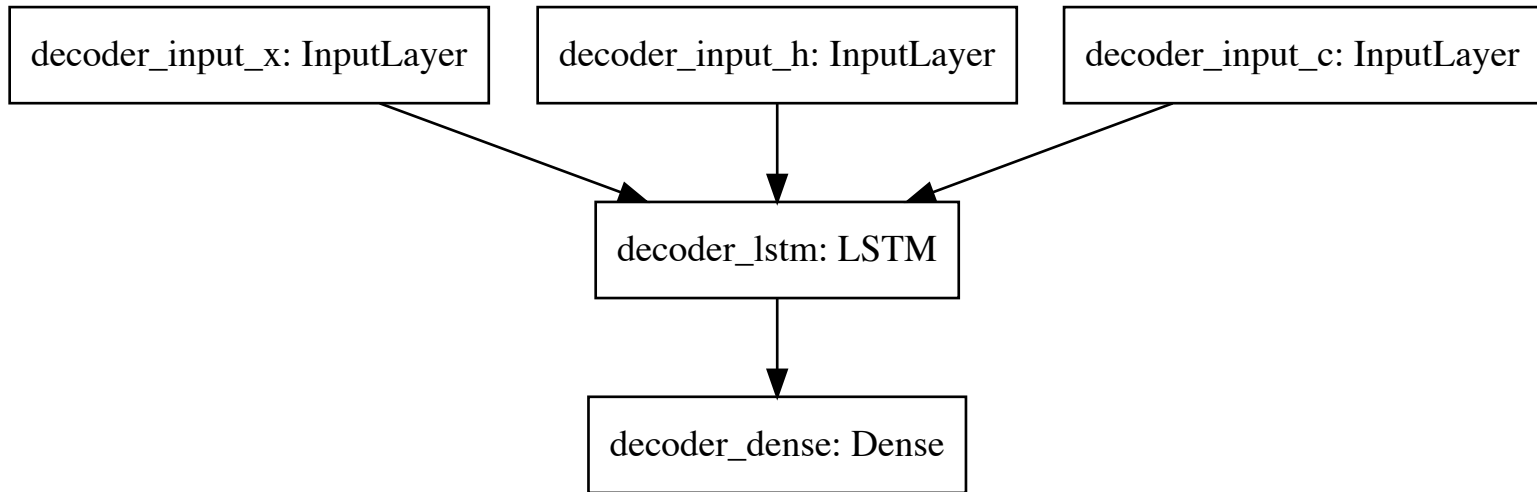 decoder_input_x: InputLayer
decoder_input_h: InputLayer
decoder_input_c: InputLayer
decoder_lstm: LSTM
decoder_dense: Dense